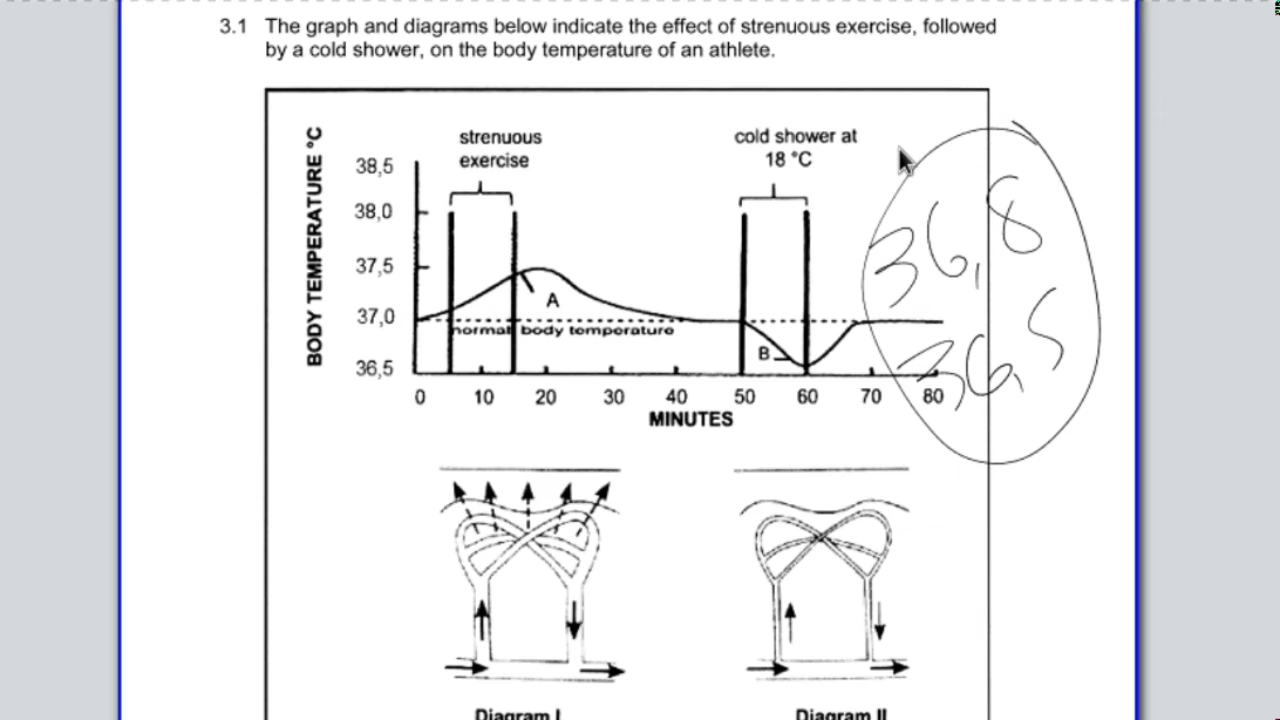 3.1 The graph and diagrams below indicate the effect of strenuous exercise, followed
by a cold shower, on the body temperature of an athlete.
BODY TEMPERATURE °C
strenuous
exercise
cold shower at
18 °C
38,5
38,0
37,5
37,0
36,5
A
normal body temperature
B
0 10 20 30 40 50 60 70 80
MINUTES
36,8
36,5
Diagram I
Diagram II